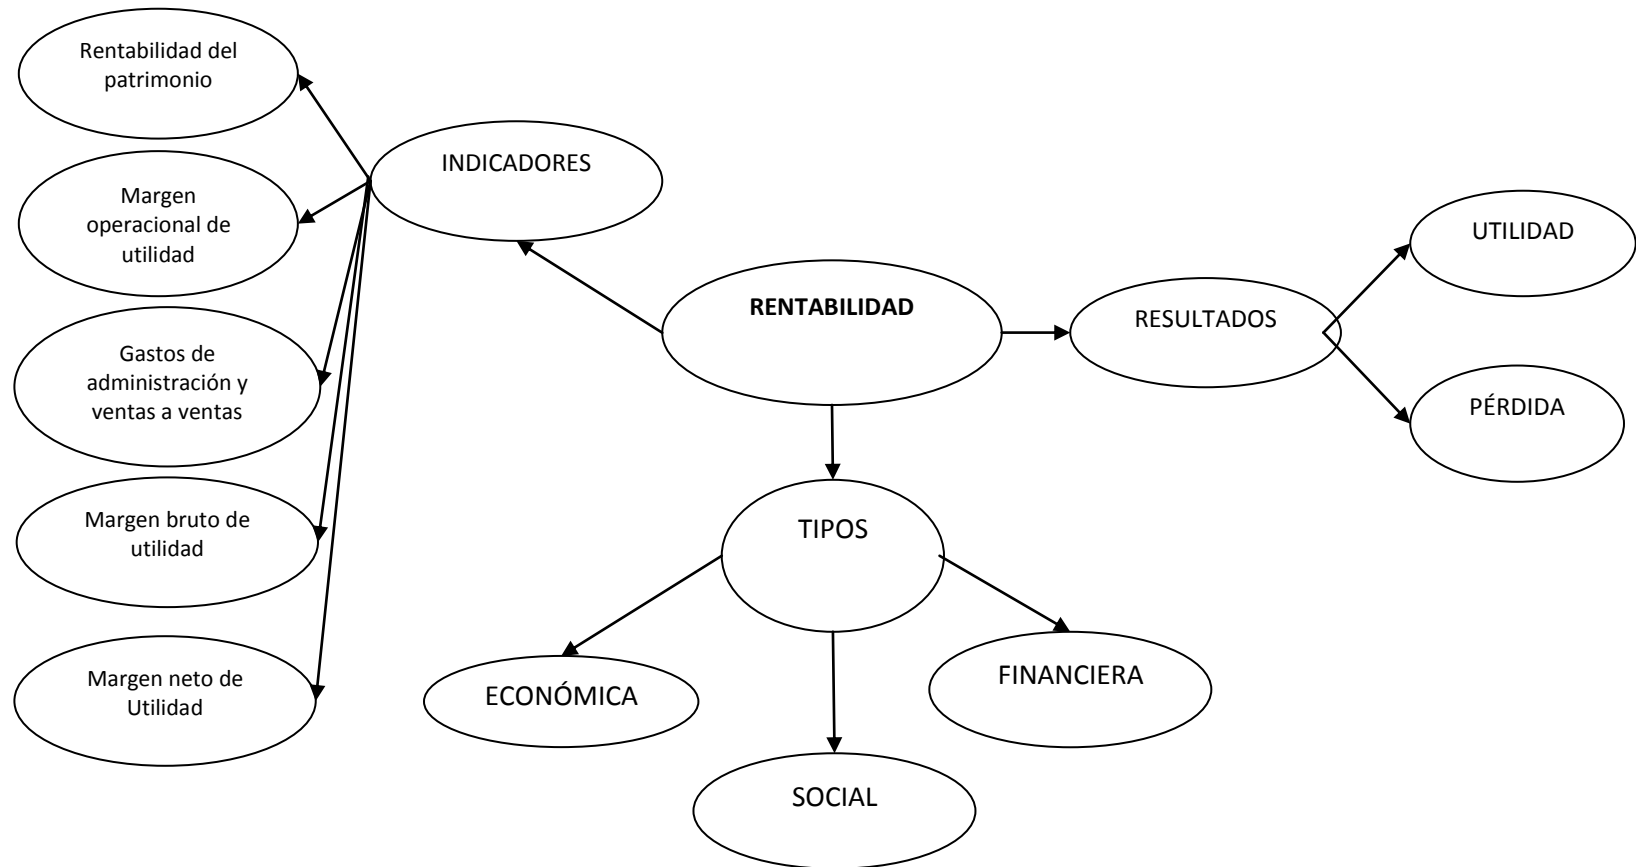 Rentabilidad del
patrimonio
INDICADORES
Margen
operacional de
utilidad
UTILIDAD
RENTABILIDAD
RESULTADOS
Gastos de
administración y
ventas a ventas
PÉRDIDA
Margen bruto de
utilidad
TIPOS
Margen neto de
Utilidad
ECONÓMICA
FINANCIERA
SOCIAL